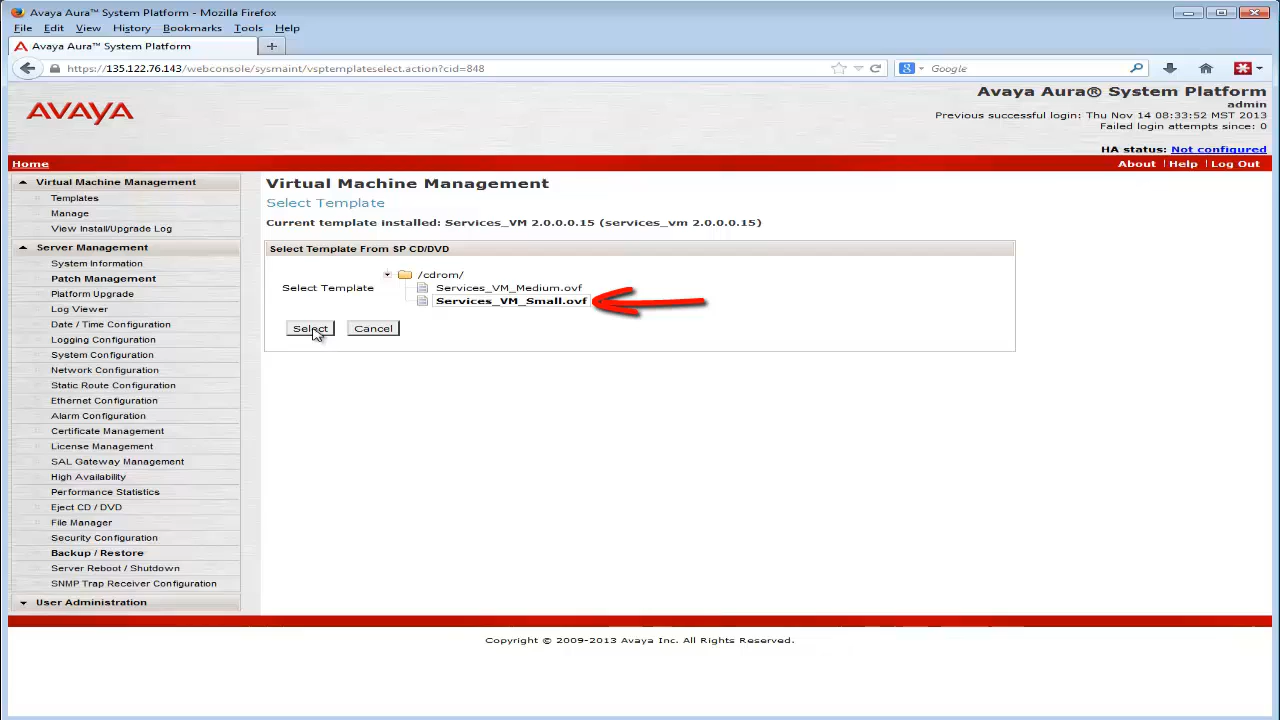 Avaya Aura™ System Platform - Mozilla Firefox
File Edit View History Bookmarks Tools Help
Avaya Aura™ System Platform
https://135.122.76.143/webconsole/sysmaint/vsptemplateselect.action?cid=848
Google
AVAYA
Avaya Aura® System Platform
admin
Previous successful login: Thu Nov 14 08:33:52 MST 2013
Failed login attempts since: 0
HA status: Not configured
Home
About | Help | Log Out
Virtual Machine Management
Templates
Manage
View Install/Upgrade Log
Server Management
System Information
Patch Management
Platform Upgrade
Log Viewer
Date / Time Configuration
Logging Configuration
System Configuration
Network Configuration
Static Route Configuration
Ethernet Configuration
Alarm Configuration
Certificate Management
License Management
SAL Gateway Management
High Availability
Performance Statistics
Eject CD / DVD
File Manager
Security Configuration
Backup / Restore
Server Reboot / Shutdown
SNMP Trap Receiver Configuration
User Administration
Virtual Machine Management
Select Template
Current template installed: Services_VM 2.0.0.0.15 (services_vm 2.0.0.0.15)
Select Template From SP CD/DVD
Select Template
/cdrom/
Services_VM_Medium.ovf
Services_VM_Small.ovf
Select Cancel
Copyright © 2009-2013 Avaya Inc. All Rights Reserved.